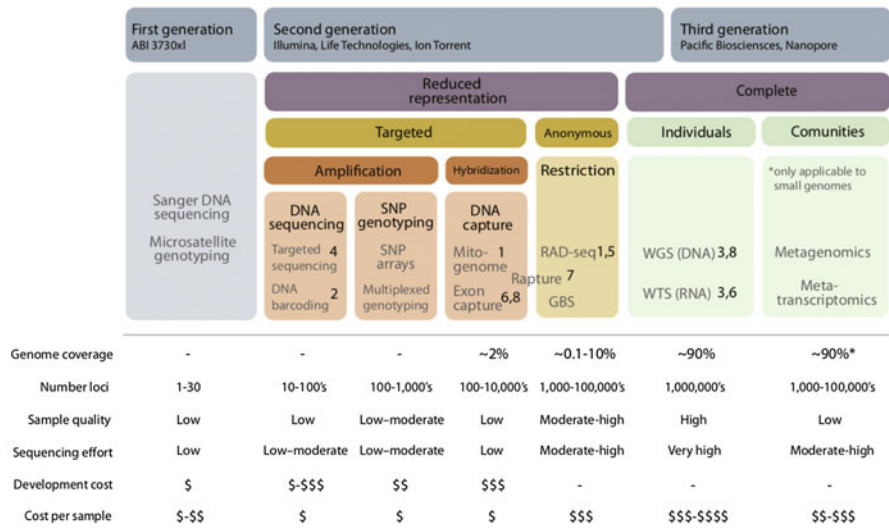 First generation
ABI 3730xl
Second generation
Illumina, Life Technologies, Ion Torrent
Third generation
Pacific Biosciensces, Nanopore
Reduced
representation
Complete
Targeted
Anonymous
Individuals
Comunities
Amplification
Hybridization
Restriction
*only applicable to
small genomes
Sanger DNA
sequencing
Microsatellite
genotyping
DNA
sequencing
Targeted 4
sequencing
DNA 2
barcoding
SNP
genotyping
SNP
arrays
Multiplexed
genotyping
DNA
capture
Mito- 1
genome
Exon 6,8
capture
RAD-seq 1,5
Rapture 7
GBS
WGS (DNA) 3,8
WTS (RNA) 3,6
Metagenomics
Meta-
transcriptomics
Genome coverage - - - ~2% ~0.1-10% ~90% ~90%*
Number loci 1-30 10-100's 100-1,000's 100-10,000's 1,000-100,000's 1,000,000's 1,000-100,000's
Sample quality Low Low Low–moderate Low Moderate-high High Low
Sequencing effort Low Low–moderate Low–moderate Low Moderate-high Very high Moderate-high
Development cost $ $-$$$ $$ $$$ - - -
Cost per sample $-$$ $ $ $ $$$ $$$-$$$$ $$-$$$